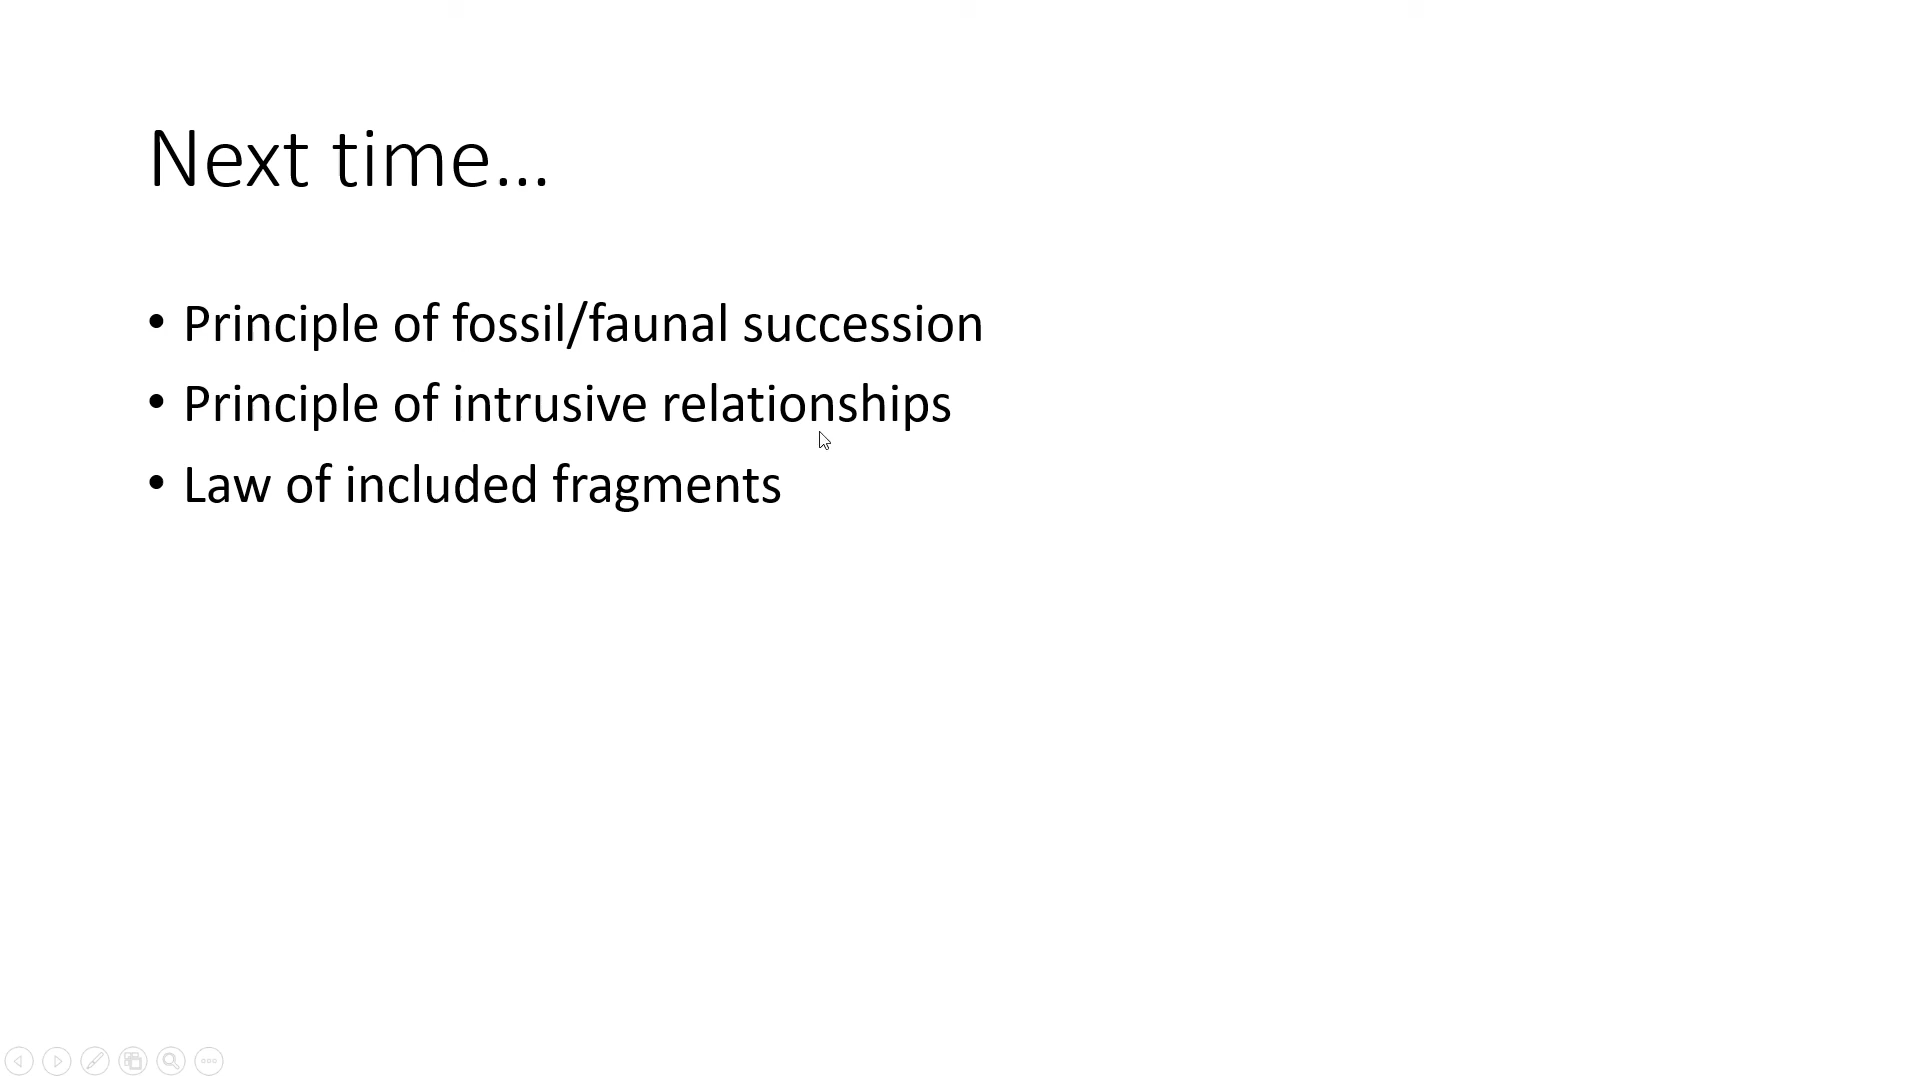 Next time...
• Principle of fossil/faunal succession
• Principle of intrusive relationships
• Law of included fragments